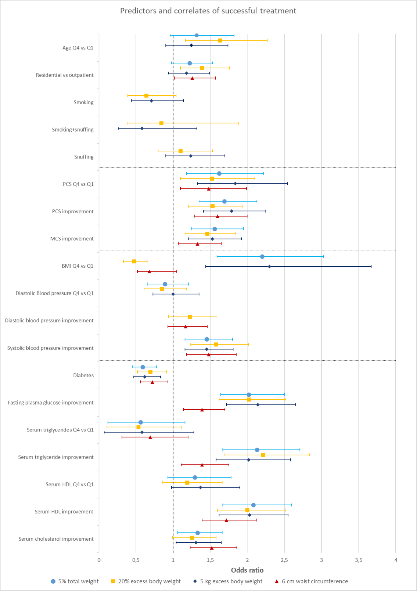 Predictors and correlates of successful treatment
Age Q4 vs Q1
Residential vs outpatient
Smoking
Smoking+snuffing
Snuffing
PCS Q4 vs Q1
PCS improvement
MCS improvement
BMI Q4 vs Q1
Diastolic Blood pressure Q4 vs Q1
Diastolic blood pressure improvement
Systolic blood pressure improvement
Diabetes
Fasting plasma glucose improvement
Serum triglycerides Q4 vs Q1
Serum triglyceride improvement
Serum HDL Q4 vs Q1
Serum HDL improvement
Serum cholesterol improvement
0 0,5 1 1,5 2 2,5 3 3,5 4
Odds ratio
5% total weight 20% excess body weight 5 kg excess body weight 6 cm waist circumference